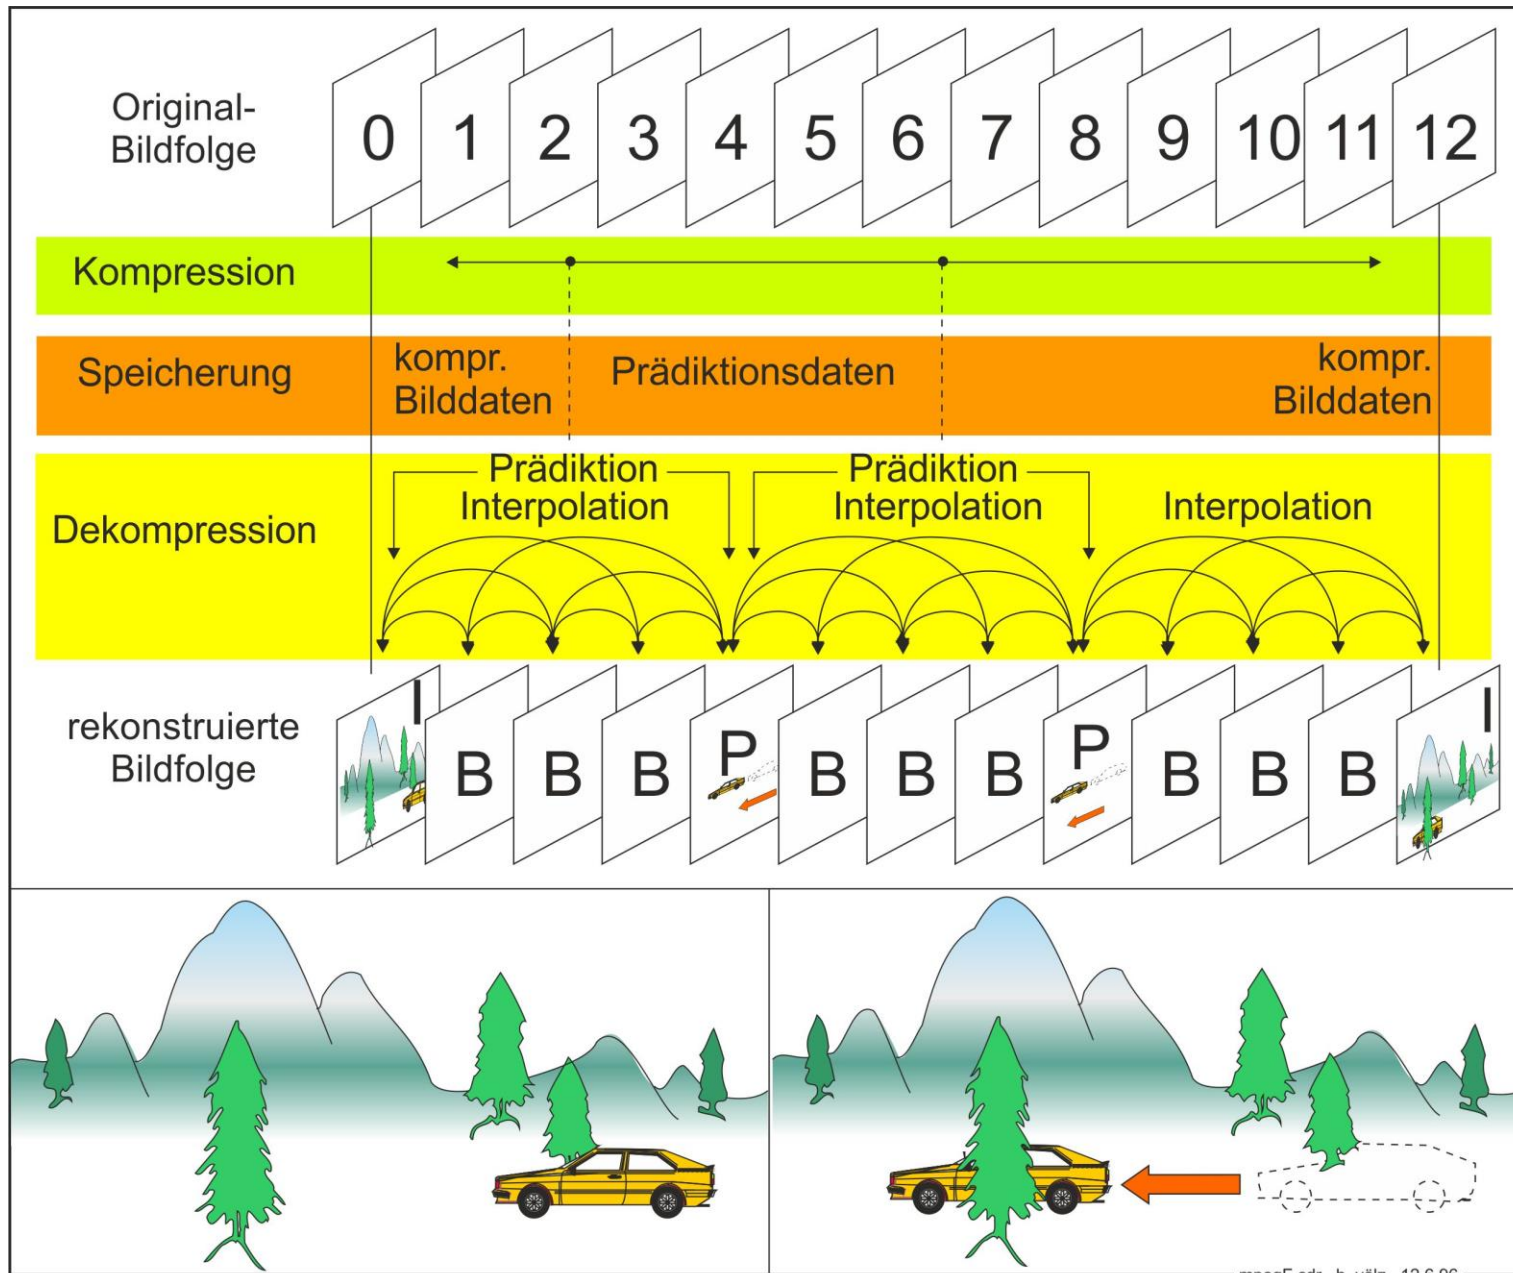 Original-
Bildfolge
0 1 2 3 4 5 6 7 8 9 10 11 12
Kompression
Speicherung
kompr.
Bilddaten
Prädiktionsdaten
kompr.
Bilddaten
Dekompression
Prädiktion
Interpolation
Prädiktion
Interpolation
Interpolation
rekonstruierte
Bildfolge
I B B B P B B B P B B B I